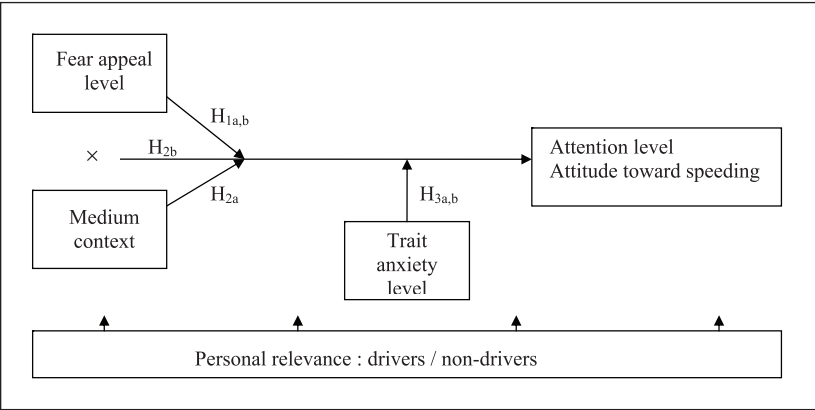 Fear appeal
level
H1a,b
×
H2b
H2a
Medium
context
Attention level
Attitude toward speeding
H3a,b
Trait
anxiety
level
Personal relevance : drivers / non-drivers